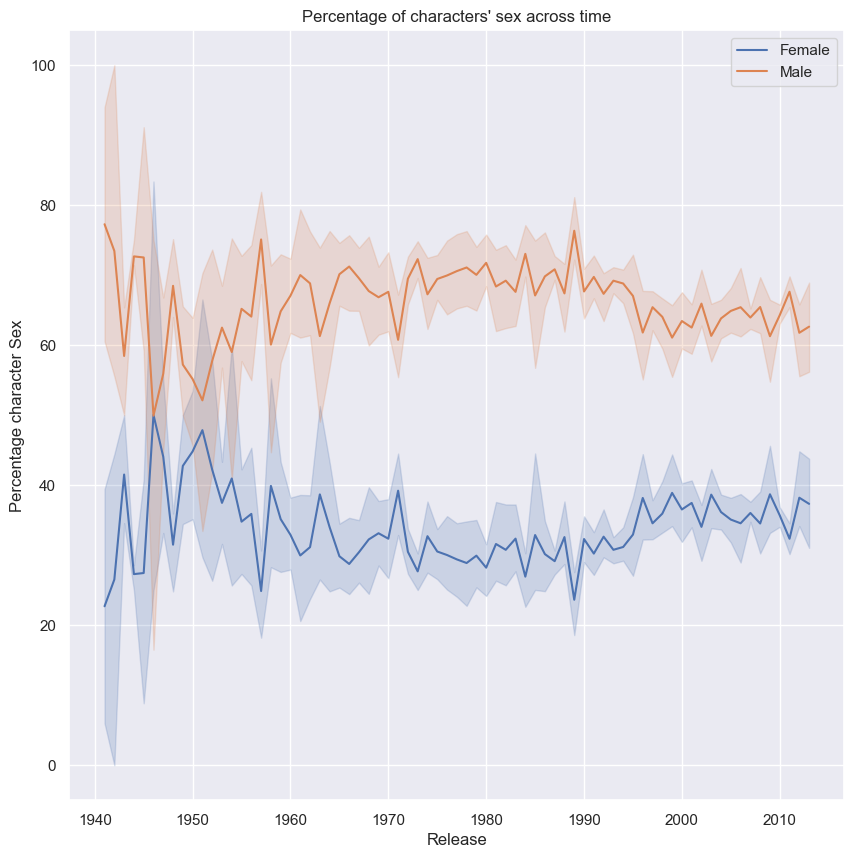 Percentage of characters' sex across time
Female
Male
100
80
60
40
20
0
Percentage character Sex
1940 1950 1960 1970 1980 1990 2000 2010
Release